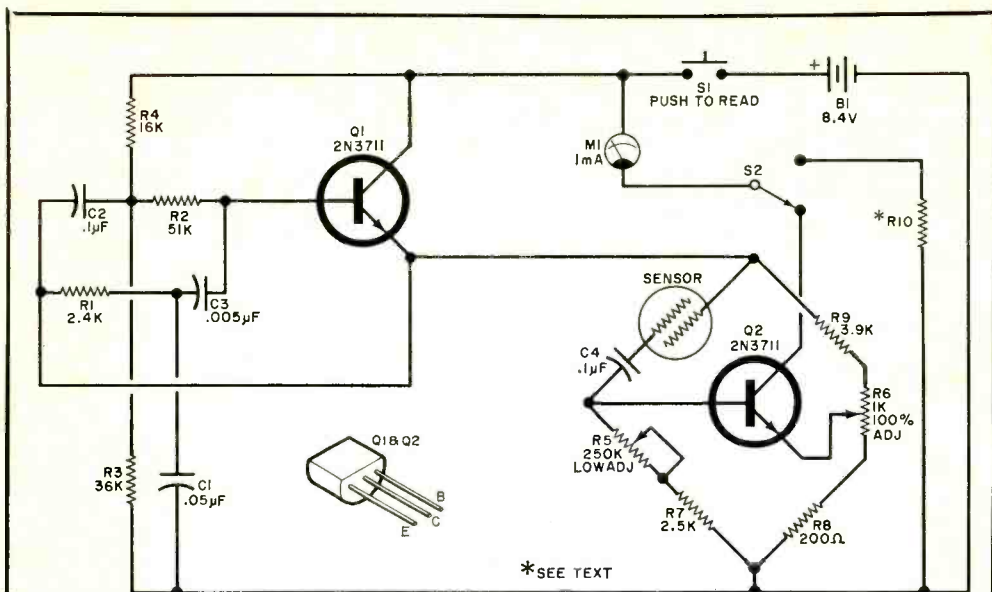 R4
16K
Q1
2N3711
S1
PUSH TO READ
+
B1
8.4V
M1
1mA
S2
*R10
C2
.1µF
R2
51K
R1
2.4K
C3
.005µF
SENSOR
R9
3.9K
C4
.1µF
Q2
2N3711
R6
1K
100%
ADJ
R5
250K
LOW ADJ
R3
36K
C1
.05µF
Q1&Q2
B
C
E
R7
2.5K
R8
200Ω
*SEE TEXT